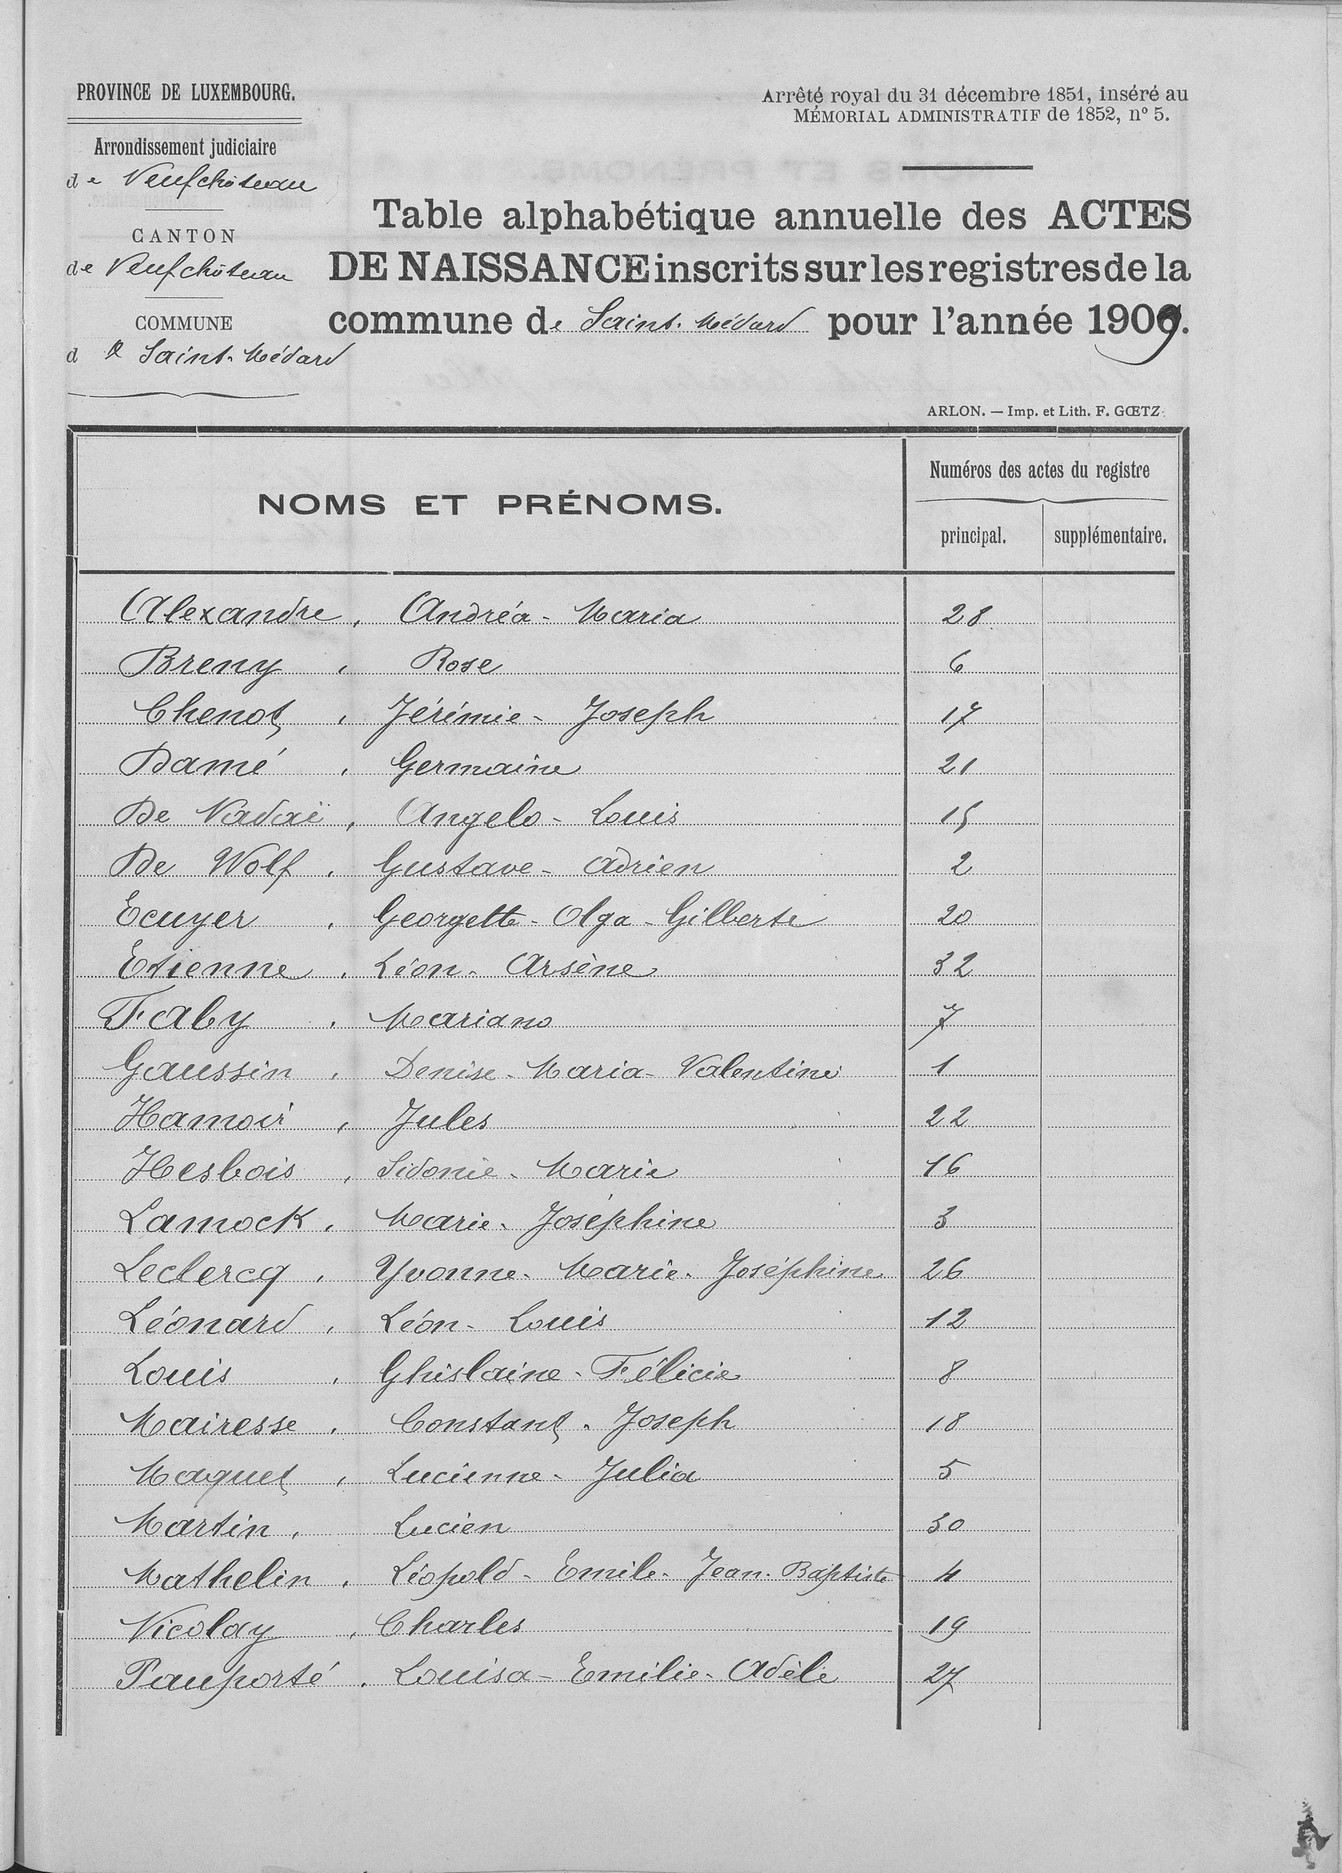 PROVINCE DE LUXEMBOURG.
Arrondissement judiciaire
de Neufchâteau
CANTON
de Neufchâteau
COMMUNE
d e Saint-Médard
Arrêté royal du 31 décembre 1851, inséré au
MÉMORIAL ADMINISTRATIF de 1852, n° 5.
Table alphabétique annuelle des ACTES
DE NAISSANCE inscrits sur les registres de la
commune de Saint-Médard pour l'année 1909.
ARLON. — Imp. et Lith. F. GŒTZ.
NOMS ET PRÉNOMS.
Numéros des actes du registre
principal. supplémentaire.
Alexandre, Andréa-Maria 28
Breny, Rose 6
Chenot, Jérémie-Joseph 17
Damé, Germaine 21
De Nadaï, Angelo-Louis 15
De Wolf, Gustave-Adrien 2
Ecuyer, Georgette-Olga-Gilberte 20
Etienne, Léon-Arsène 32
Faby, Mariano 7
Gaussin, Denise-Maria-Valentine 1
Hamoir, Jules 22
Hesbois, Sidonie-Marie 16
Lamock, Marie-Joséphine 3
Leclercq, Yvonne-Marie-Joséphine 26
Léonard, Léon-Louis 12
Louis, Ghislaine-Félicie 8
Mairesse, Constant-Joseph 18
Maquet, Lucienne-Julia 5
Martin, Lucien 30
Mathelin, Léopold-Emile-Jean-Baptiste 4
Nicolay, Charles 19
Pauporté, Louisa-Emilie-Adèle 27